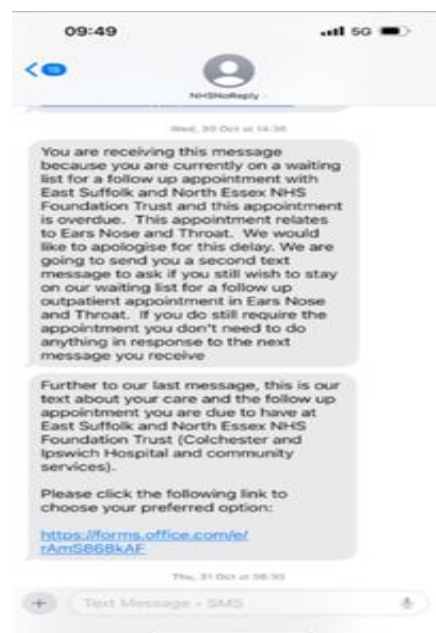 09:49
5G
NHSNoReply
Wed, 30 Oct at 14:36
You are receiving this message
because you are currently on a waiting
list for a follow up appointment with
East Suffolk and North Essex NHS
Foundation Trust and this appointment
is overdue. This appointment relates
to Ears Nose and Throat. We would
like to apologise for this delay. We are
going to send you a second text
message to ask if you still wish to stay
on our waiting list for a follow up
outpatient appointment in Ears Nose
and Throat. If you do still require the
appointment you don't need to do
anything in response to the next
message you receive
Further to our last message, this is our
text about your care and the follow up
appointment you are due to have at
East Suffolk and North Essex NHS
Foundation Trust (Colchester and
Ipswich Hospital and community
services).
Please click the following link to
choose your preferred option:
https://forms.office.com/e/
Thu, 31 Oct at
Text Message • SMS